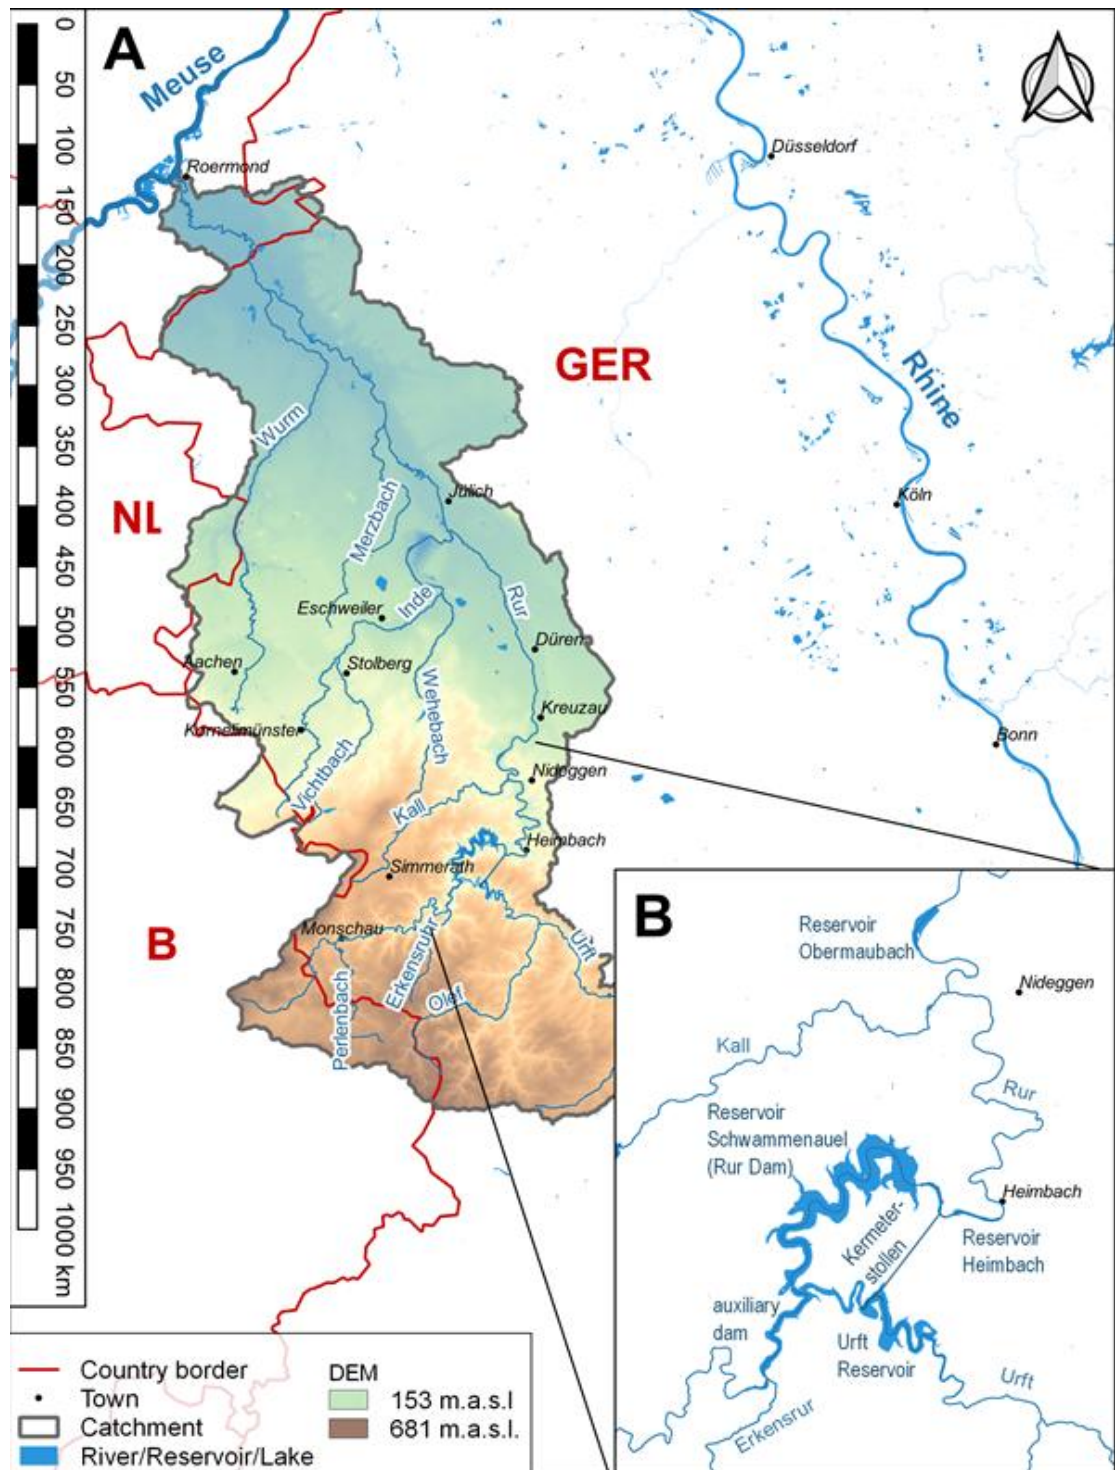 A
0
50
100
150
200
250
300
350
400
450
500
550
600
650
700
750
800
850
900
950
1000 km
Meuse
Roermond
Düsseldorf
Rhine
GER
Wurm
NL
Jülich
Merzbach
Köln
Inde
Rur
Eschweiler
Düren
Aachen
Stolberg
Wehebach
Kreuzau
Kornelimünster
Bonn
Vichtbach
Nideggen
Kall
Heimbach
Simmerath
B
Monschau
Erkensruhr
Urft
Perlenbach
Olef
B
Reservoir
Obermaubach
Nideggen
Kall
Rur
Reservoir
Schwammenauel
(Rur Dam)
Heimbach
Kermeter-
stollen
Reservoir
Heimbach
auxiliary
dam
Urft
Reservoir
Urft
Erkensrur
Country border
Town
Catchment
River/Reservoir/Lake
DEM
153 m.a.s.l
681 m.a.s.l.